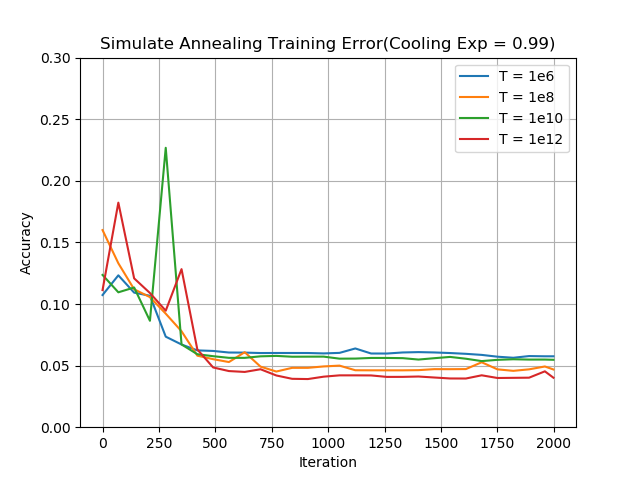 Simulate Annealing Training Error(Cooling Exp = 0.99)
T = 1e6
T = 1e8
T = 1e10
T = 1e12
0.30
0.25
0.20
0.15
0.10
0.05
0.00
Accuracy
0 250 500 750 1000 1250 1500 1750 2000
Iteration